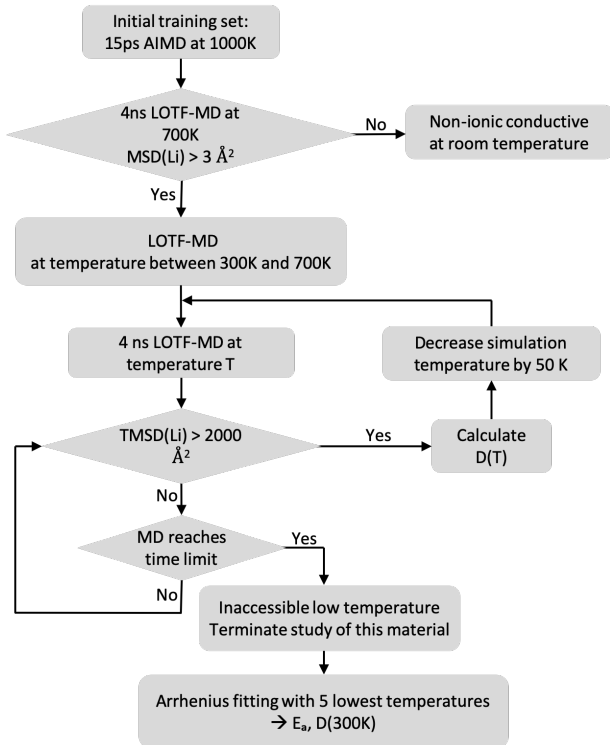 Initial training set:
15ps AIMD at 1000K
4ns LOTF-MD at
700K
MSD(Li) > 3 Å²
No
Non-ionic conductive
at room temperature
Yes
LOTF-MD
at temperature between 300K and 700K
4 ns LOTF-MD at
temperature T
Decrease simulation
temperature by 50 K
TMSD(Li) > 2000
Å²
Yes
Calculate
D(T)
No
MD reaches
time limit
Yes
No
Inaccessible low temperature
Terminate study of this material
Arrhenius fitting with 5 lowest temperatures
→ Eₐ, D(300K)